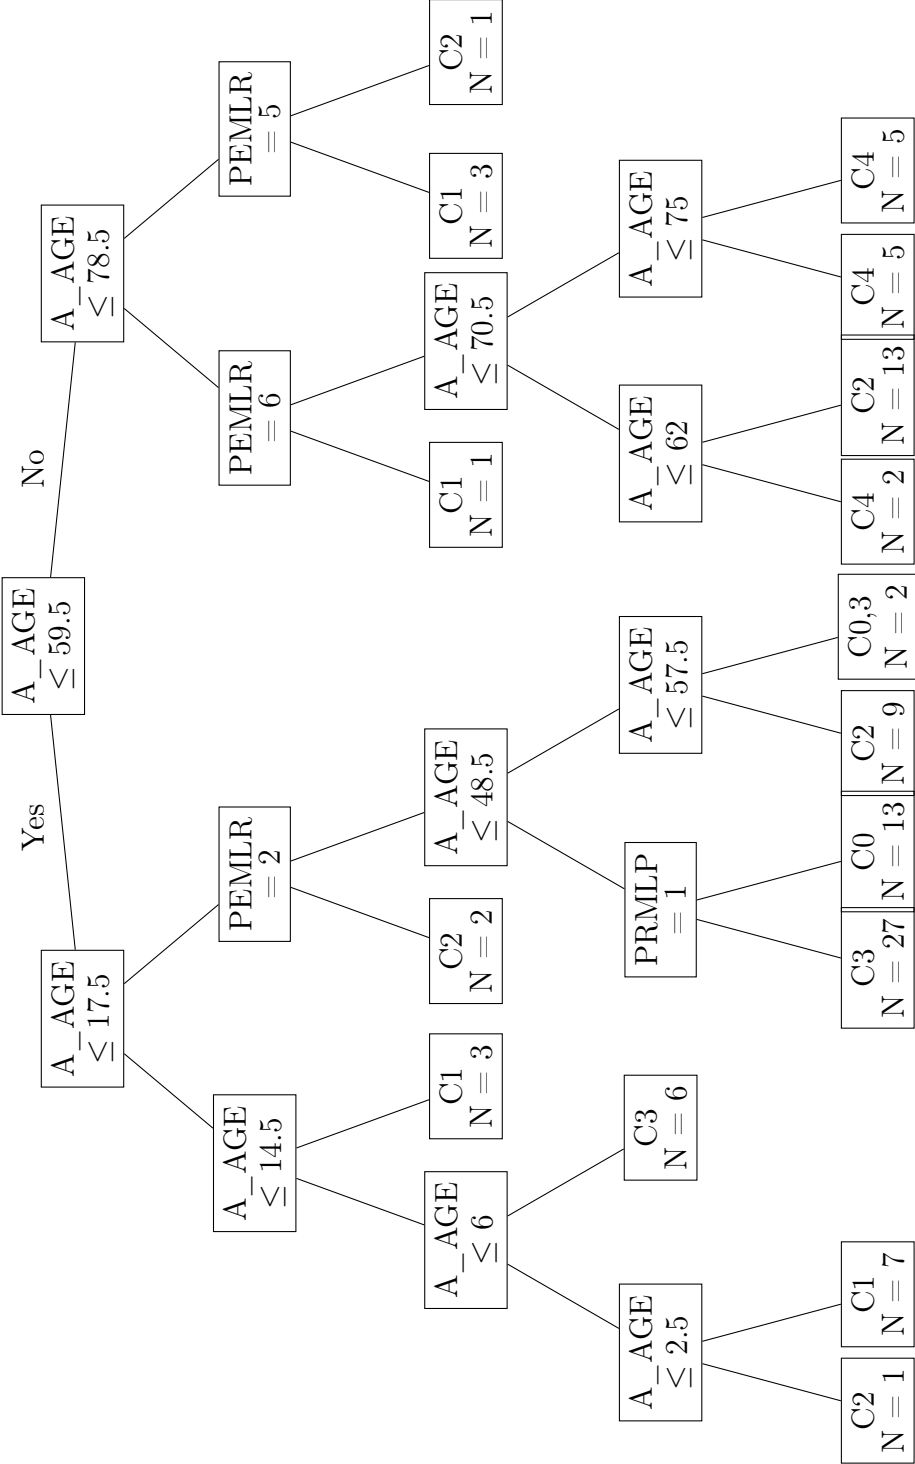 A_AGE
≤ 59.5
Yes
No
A_AGE
≤ 17.5
A_AGE
≤ 78.5
A_AGE
≤ 14.5
PEMLR
= 2
PEMLR
= 6
PEMLR
= 5
A_AGE
≤ 6
C1
N = 3
C2
N = 2
A_AGE
≤ 48.5
C1
N = 1
A_AGE
≤ 70.5
C1
N = 3
C2
N = 1
A_AGE
≤ 2.5
C3
N = 6
PRMLP
= 1
A_AGE
≤ 57.5
A_AGE
≤ 62
A_AGE
≤ 75
C2
N = 1
C1
N = 7
C3
N = 27
C0
N = 13
C2
N = 9
C0,3
N = 2
C4
N = 2
C2
N = 13
C4
N = 5
C4
N = 5